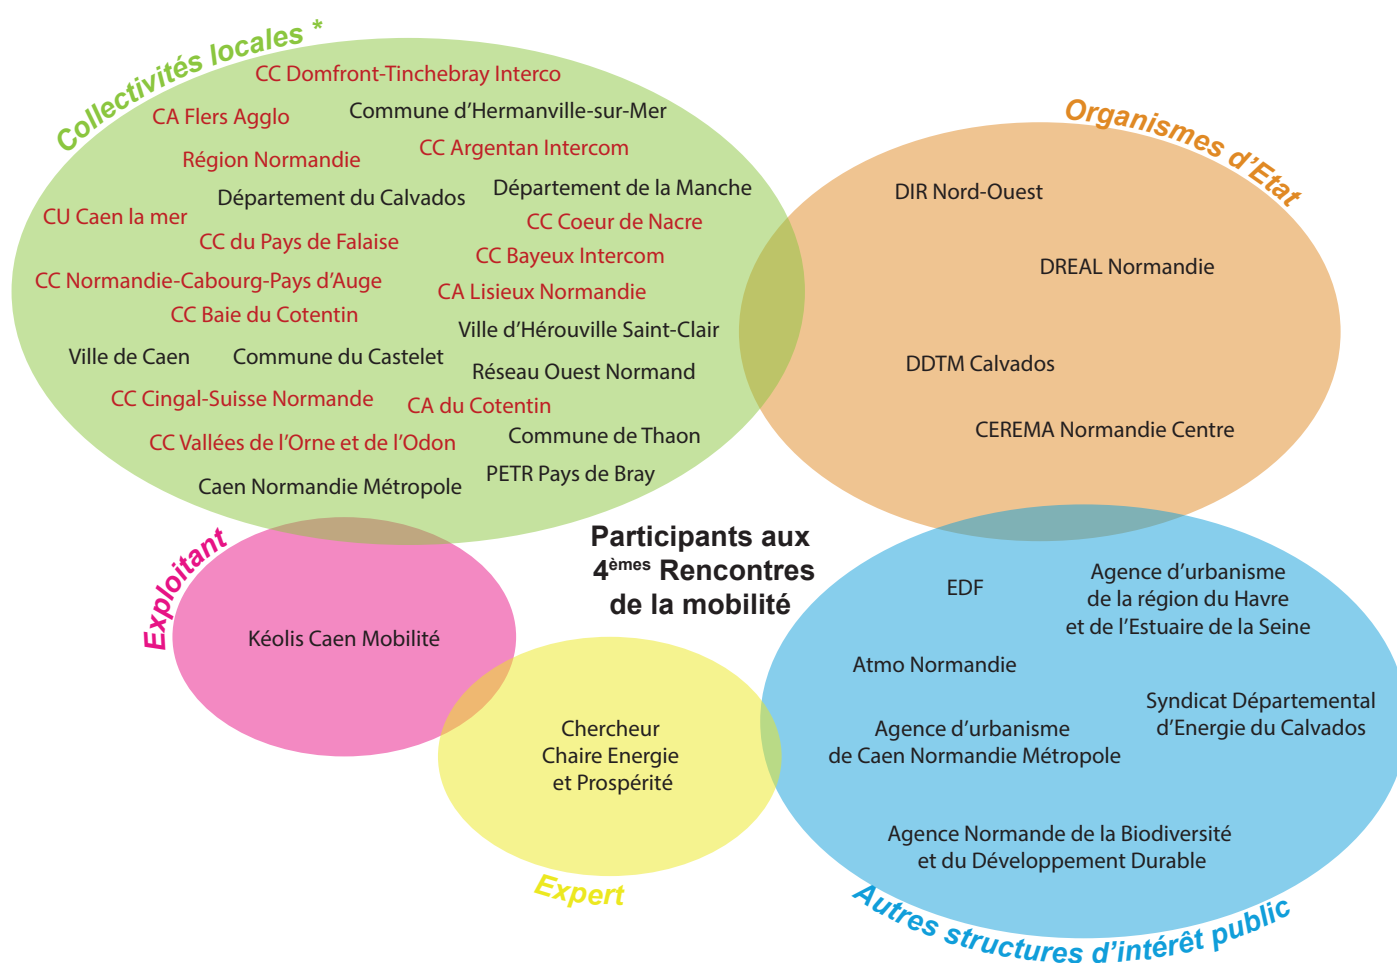 Collectivités locales *
CC Domfront-Tinchebray Interco
CA Flers Agglo
Commune d'Hermanville-sur-Mer
Région Normandie
CC Argentan Intercom
Département du Calvados
Département de la Manche
CU Caen la mer
CC Coeur de Nacre
CC du Pays de Falaise
CC Bayeux Intercom
CC Normandie-Cabourg-Pays d'Auge
CA Lisieux Normandie
CC Baie du Cotentin
Ville d'Hérouville Saint-Clair
Ville de Caen
Commune du Castelet
Réseau Ouest Normand
CC Cingal-Suisse Normande
CA du Cotentin
CC Vallées de l'Orne et de l'Odon
Commune de Thaon
Caen Normandie Métropole
PETR Pays de Bray
Organismes d'Etat
DIR Nord-Ouest
DREAL Normandie
DDTM Calvados
CEREMA Normandie Centre
Participants aux
4èmes Rencontres
de la mobilité
Exploitant
Kéolis Caen Mobilité
Chercheur
Chaire Energie
et Prospérité
Expert
EDF
Agence d'urbanisme
de la région du Havre
et de l'Estuaire de la Seine
Atmo Normandie
Syndicat Départemental
d'Energie du Calvados
Agence d'urbanisme
de Caen Normandie Métropole
Agence Normande de la Biodiversité
et du Développement Durable
Autres structures d'intérêt public